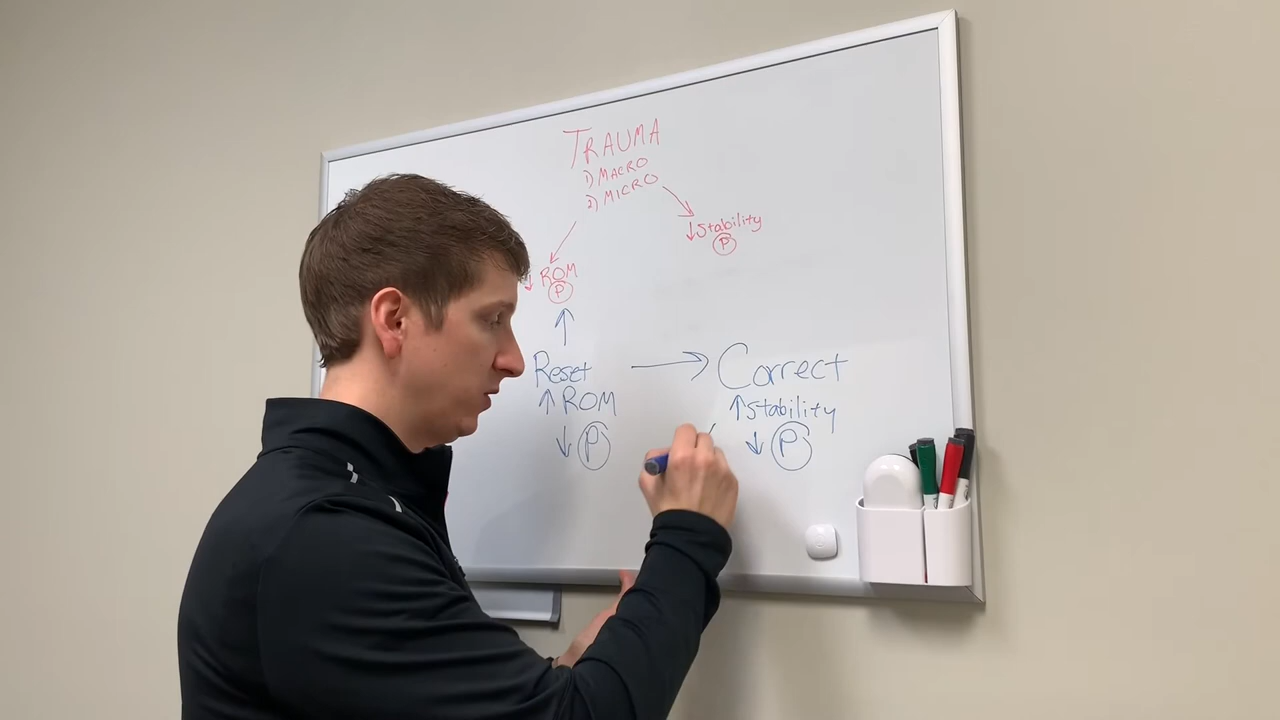 TRAUMA
1) MACRO
2) MICRO
↓ Stability
P
↓ ROM
P
Reset → Correct
↑ ROM ↑ Stability
↓ P ↓ P